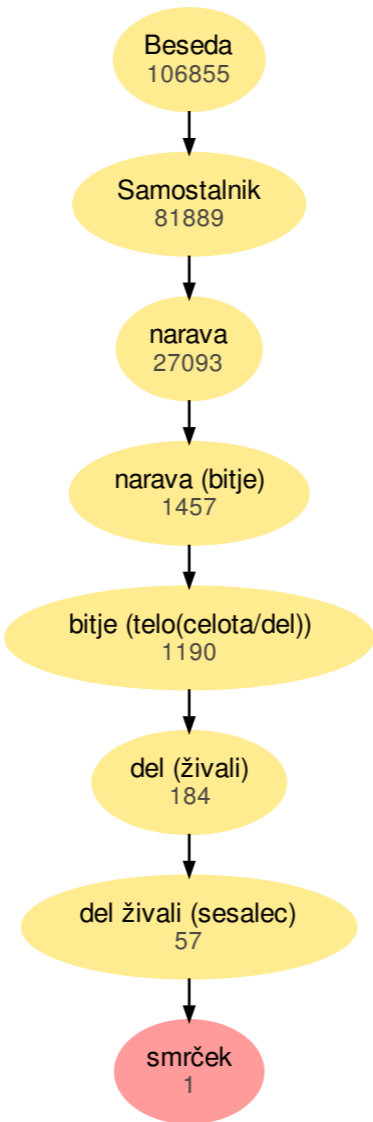 Beseda
106855
Samostalnik
81889
narava
27093
narava (bitje)
1457
bitje (telo(celota/del))
1190
del (živali)
184
del živali (sesalec)
57
smrček
1